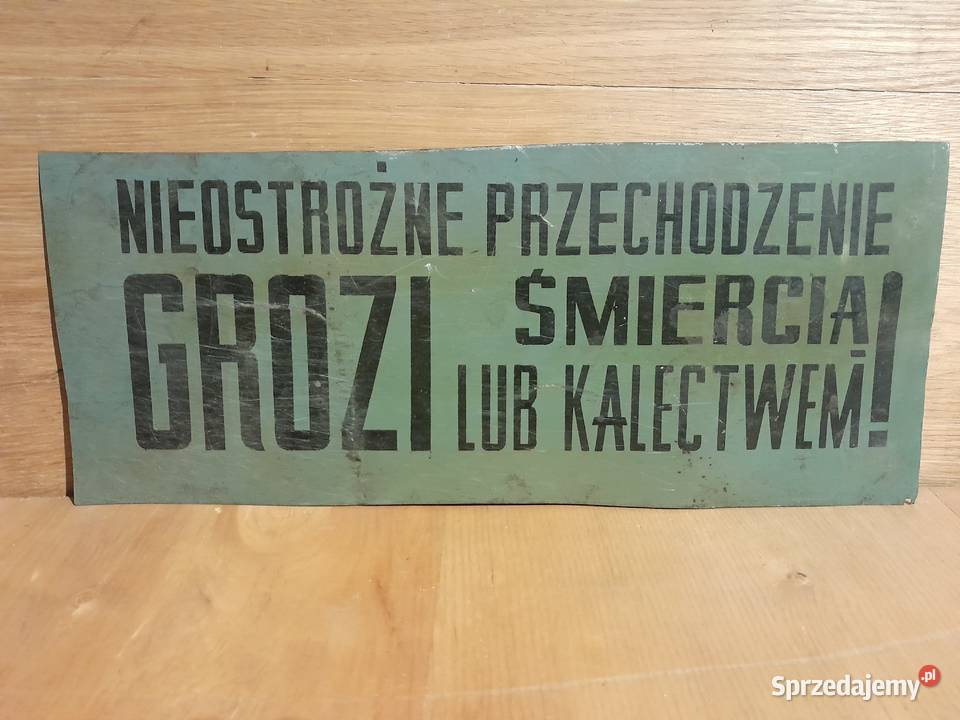 NIEOSTROŻNE PRZECHODZENIE
GROZI ŚMIERCIĄ
LUB KALECTWEM!
Sprzedajemy.pl